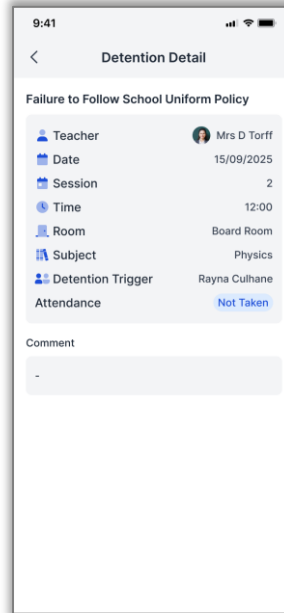 9:41
Detention Detail
Failure to Follow School Uniform Policy
Teacher Mrs D Torff
Date 15/09/2025
Session 2
Time 12:00
Room Board Room
Subject Physics
Detention Trigger Rayna Culhane
Attendance Not Taken
Comment
-